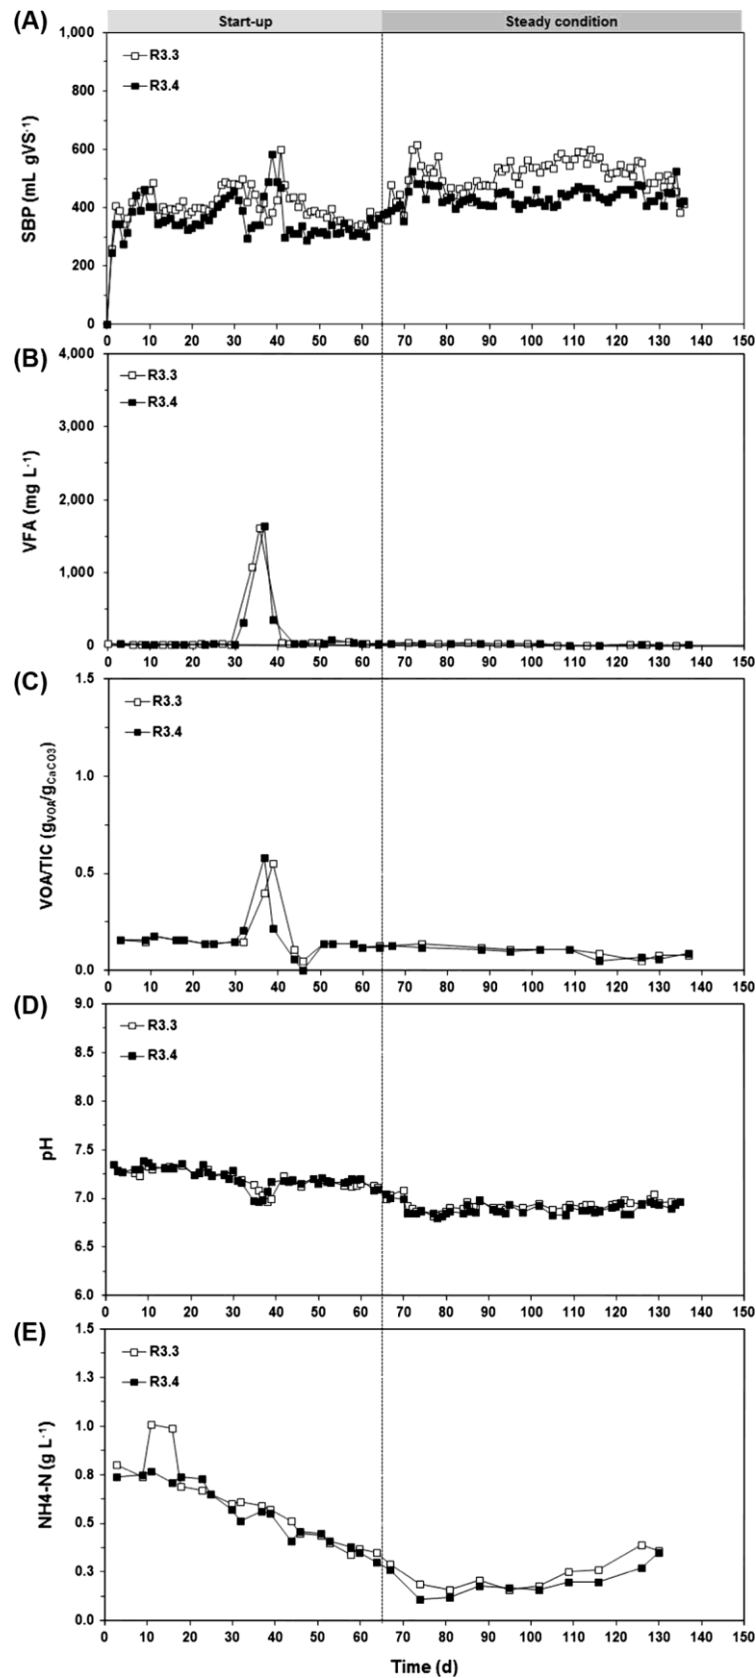 Start-up Steady condition
(A)
1,000
800
600
400
200
0
SBP (mL gVS-1)
R3.3
R3.4
0 10 20 30 40 50 60 70 80 90 100 110 120 130 140 150
(B)
4,000
3,000
2,000
1,000
0
VFA (mg L-1)
R3.3
R3.4
0 10 20 30 40 50 60 70 80 90 100 110 120 130 140 150
(C)
1.5
1.0
0.5
0.0
VOA/TIC (gVOA/gCaCO3)
R3.3
R3.4
0 10 20 30 40 50 60 70 80 90 100 110 120 130 140 150
(D)
9.0
8.5
8.0
7.5
7.0
6.5
6.0
pH
R3.3
R3.4
0 10 20 30 40 50 60 70 80 90 100 110 120 130 140 150
(E)
1.5
1.3
1.0
0.8
0.5
0.3
0.0
NH4-N (g L-1)
R3.3
R3.4
0 10 20 30 40 50 60 70 80 90 100 110 120 130 140 150
Time (d)